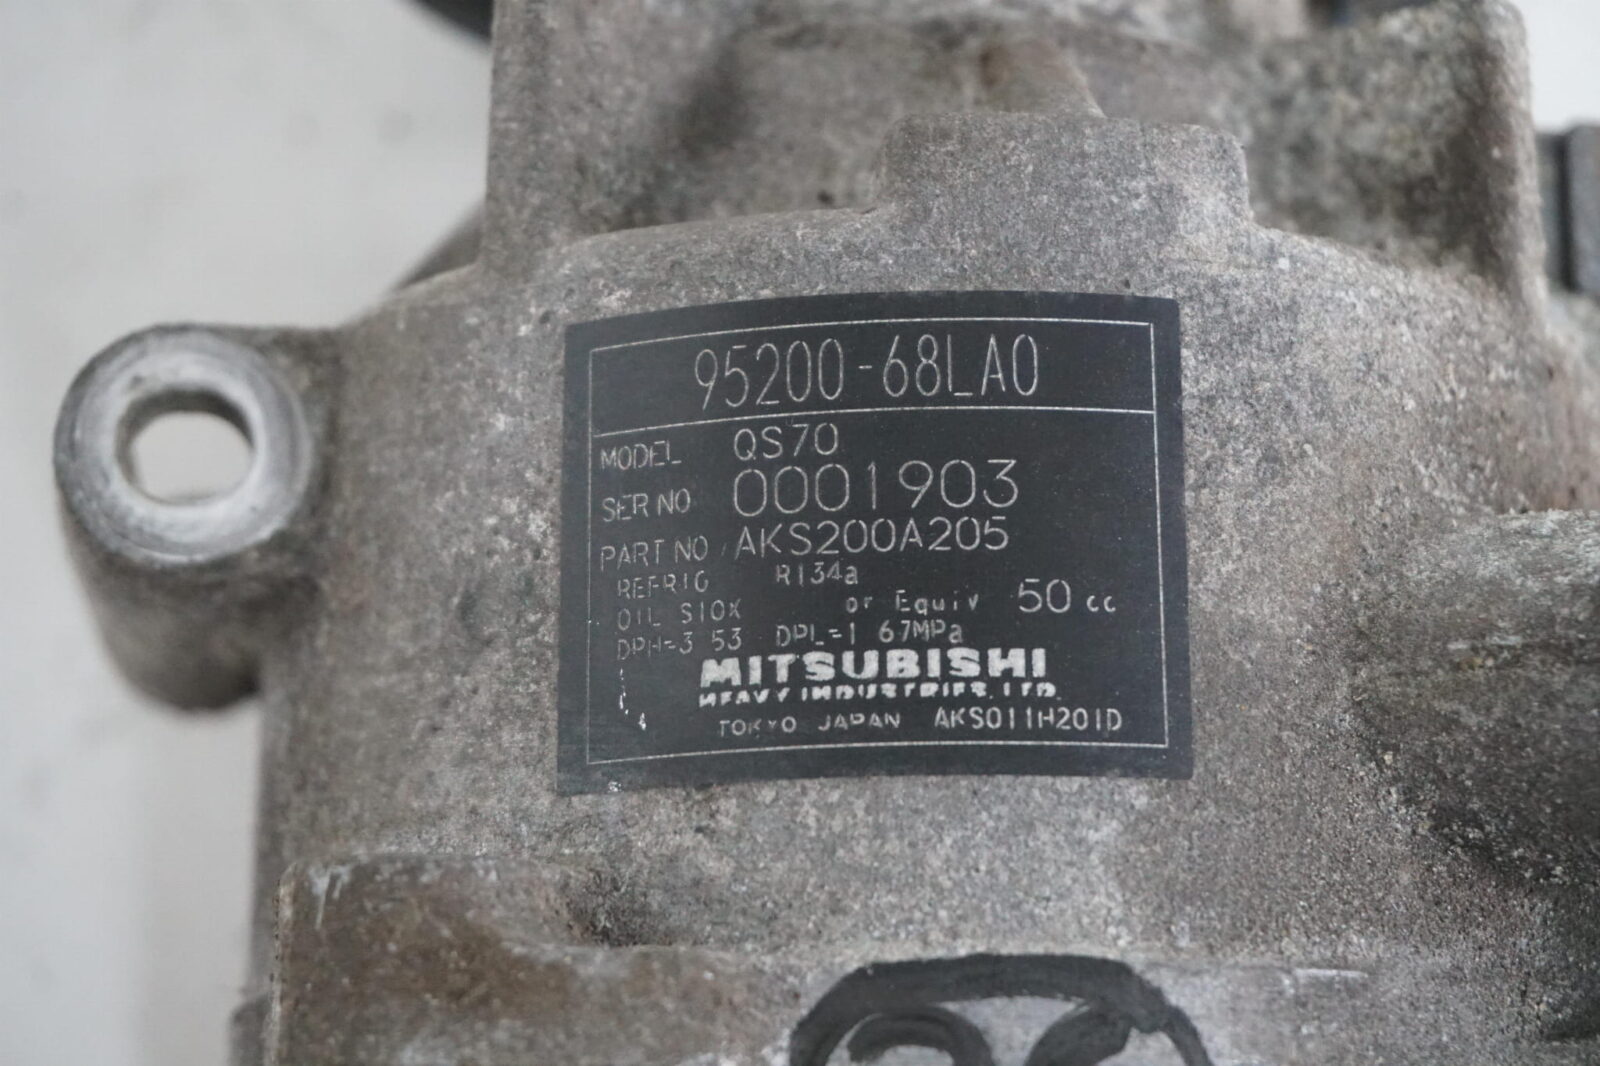 95200-68LA0
MODEL QS70
SER NO 0001903
PART NO AKS200A205
REFRIG R134a
OIL S10X or Equiv 50 cc
DPH=3 53 DPL=1 67MPa
MITSUBISHI
HEAVY INDUSTRIES, LTD.
TOKYO JAPAN AKS011H201D